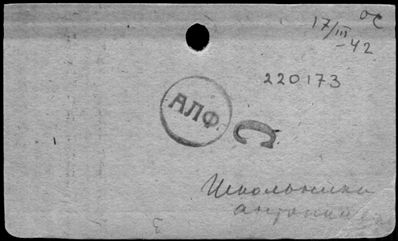 ОС
17/III
-42
220173
АЛФ.
С
Школьники